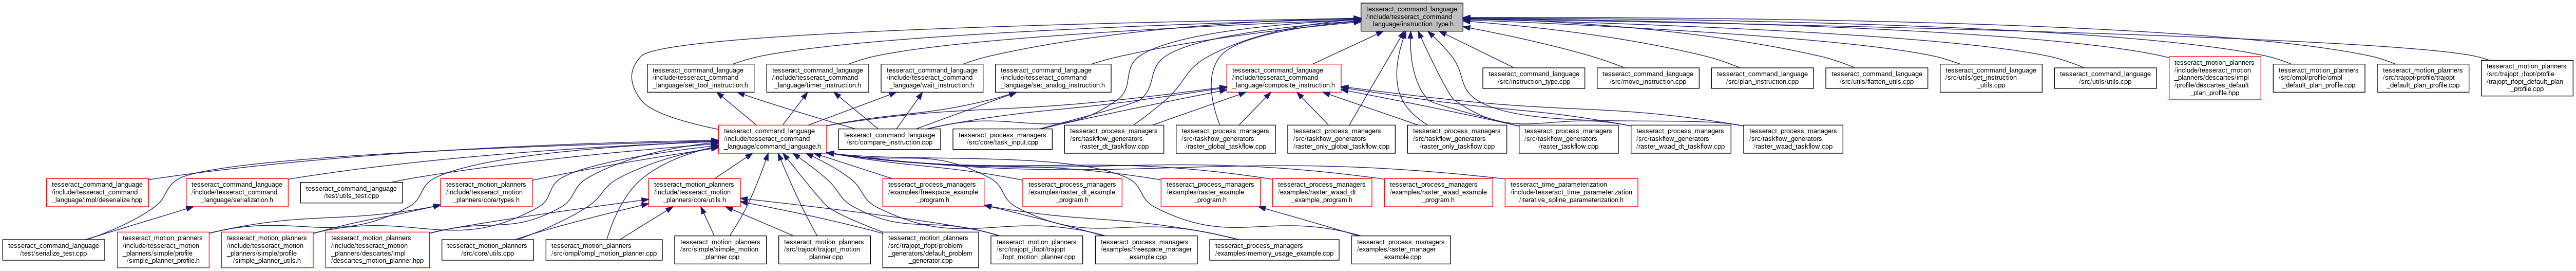 tesseract_command_language
/include/tesseract_command
_language/instruction_type.h
tesseract_command_language
/include/tesseract_command
_language/set_tool_instruction.h
tesseract_command_language
/include/tesseract_command
_language/timer_instruction.h
tesseract_command_language
/include/tesseract_command
_language/wait_instruction.h
tesseract_command_language
/include/tesseract_command
_language/set_analog_instruction.h
tesseract_command_language
/include/tesseract_command
_language/composite_instruction.h
tesseract_command_language
/src/instruction_type.cpp
tesseract_command_language
/src/move_instruction.cpp
tesseract_command_language
/src/plan_instruction.cpp
tesseract_command_language
/src/utils/flatten_utils.cpp
tesseract_command_language
/src/utils/get_instruction
_utils.cpp
tesseract_command_language
/src/utils/utils.cpp
tesseract_motion_planners
/include/tesseract_motion
_planners/descartes/impl
/profile/descartes_default
_plan_profile.hpp
tesseract_motion_planners
/src/ompl/profile/ompl
_default_plan_profile.cpp
tesseract_motion_planners
/src/trajopt/profile/trajopt
_default_plan_profile.cpp
tesseract_motion_planners
/src/trajopt_ifopt/profile
/trajopt_ifopt_default_plan
_profile.cpp
tesseract_command_language
/include/tesseract_command
_language/command_language.h
tesseract_command_language
/src/compare_instruction.cpp
tesseract_process_managers
/src/core/task_input.cpp
tesseract_process_managers
/src/taskflow_generators
/raster_dt_taskflow.cpp
tesseract_process_managers
/src/taskflow_generators
/raster_global_taskflow.cpp
tesseract_process_managers
/src/taskflow_generators
/raster_only_global_taskflow.cpp
tesseract_process_managers
/src/taskflow_generators
/raster_only_taskflow.cpp
tesseract_process_managers
/src/taskflow_generators
/raster_taskflow.cpp
tesseract_process_managers
/src/taskflow_generators
/raster_waad_dt_taskflow.cpp
tesseract_process_managers
/src/taskflow_generators
/raster_waad_taskflow.cpp
tesseract_command_language
/include/tesseract_command
_language/impl/deserialize.hpp
tesseract_command_language
/include/tesseract_command
_language/serialization.h
tesseract_command_language
/test/utils_test.cpp
tesseract_motion_planners
/include/tesseract_motion
_planners/core/types.h
tesseract_motion_planners
/include/tesseract_motion
_planners/core/utils.h
tesseract_process_managers
/examples/freespace_example
_program.h
tesseract_process_managers
/examples/raster_dt_example
_program.h
tesseract_process_managers
/examples/raster_example
_program.h
tesseract_process_managers
/examples/raster_waad_dt
_example_program.h
tesseract_process_managers
/examples/raster_waad_example
_program.h
tesseract_time_parameterization
/include/tesseract_time_parameterization
/iterative_spline_parameterization.h
tesseract_command_language
/test/serialize_test.cpp
tesseract_motion_planners
/include/tesseract_motion
_planners/simple/profile
/simple_planner_profile.h
tesseract_motion_planners
/include/tesseract_motion
_planners/simple/profile
/simple_planner_utils.h
tesseract_motion_planners
/include/tesseract_motion
_planners/descartes/impl
/descartes_motion_planner.hpp
tesseract_motion_planners
/src/core/utils.cpp
tesseract_motion_planners
/src/ompl/ompl_motion_planner.cpp
tesseract_motion_planners
/src/simple/simple_motion
_planner.cpp
tesseract_motion_planners
/src/trajopt/trajopt_motion
_planner.cpp
tesseract_motion_planners
/src/trajopt_ifopt/problem
_generators/default_problem
_generator.cpp
tesseract_motion_planners
/src/trajopt_ifopt/trajopt
_ifopt_motion_planner.cpp
tesseract_process_managers
/examples/freespace_manager
_example.cpp
tesseract_process_managers
/examples/memory_usage_example.cpp
tesseract_process_managers
/examples/raster_manager
_example.cpp